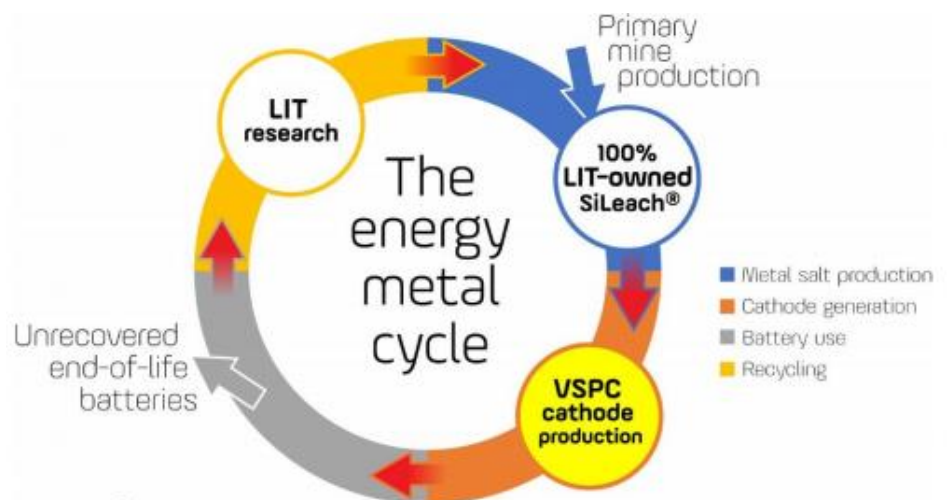 Primary
mine
production
LIT
research
100%
LIT-owned
SiLeach®
The
energy
metal
cycle
Metal salt production
Cathode generation
Battery use
Recycling
Unrecovered
end-of-life
batteries
VSPC
cathode
production